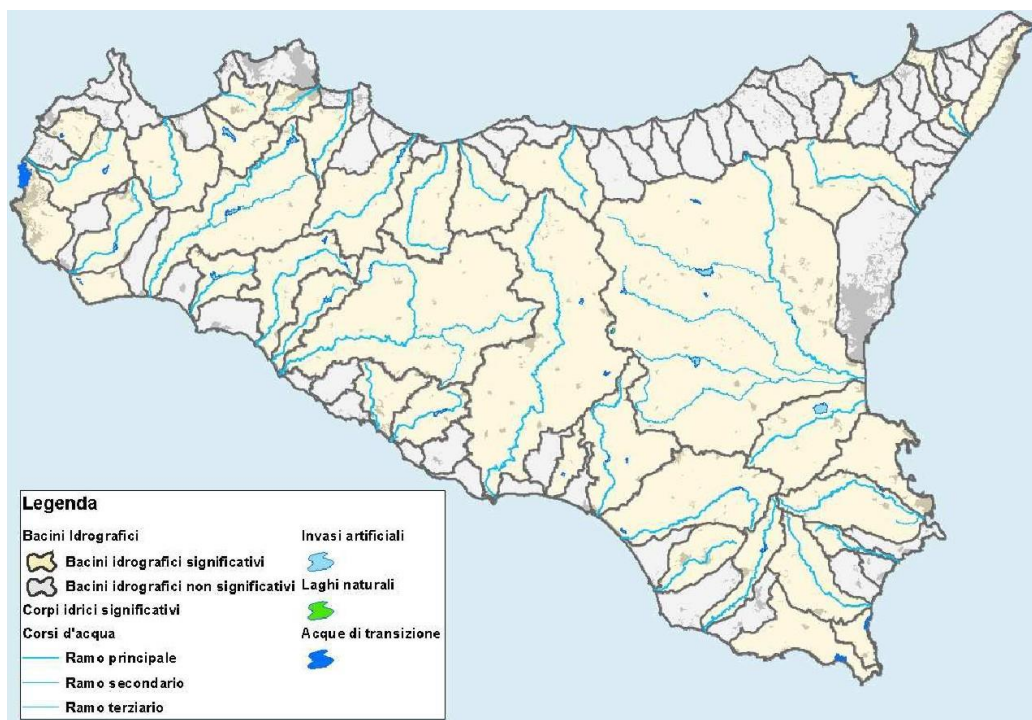 Legenda
Bacini Idrografici
Bacini idrografici significativi
Bacini idrografici non significativi
Corpi idrici significativi
Corsi d'acqua
Ramo principale
Ramo secondario
Ramo terziario
Invasi artificiali
Laghi naturali
Acque di transizione